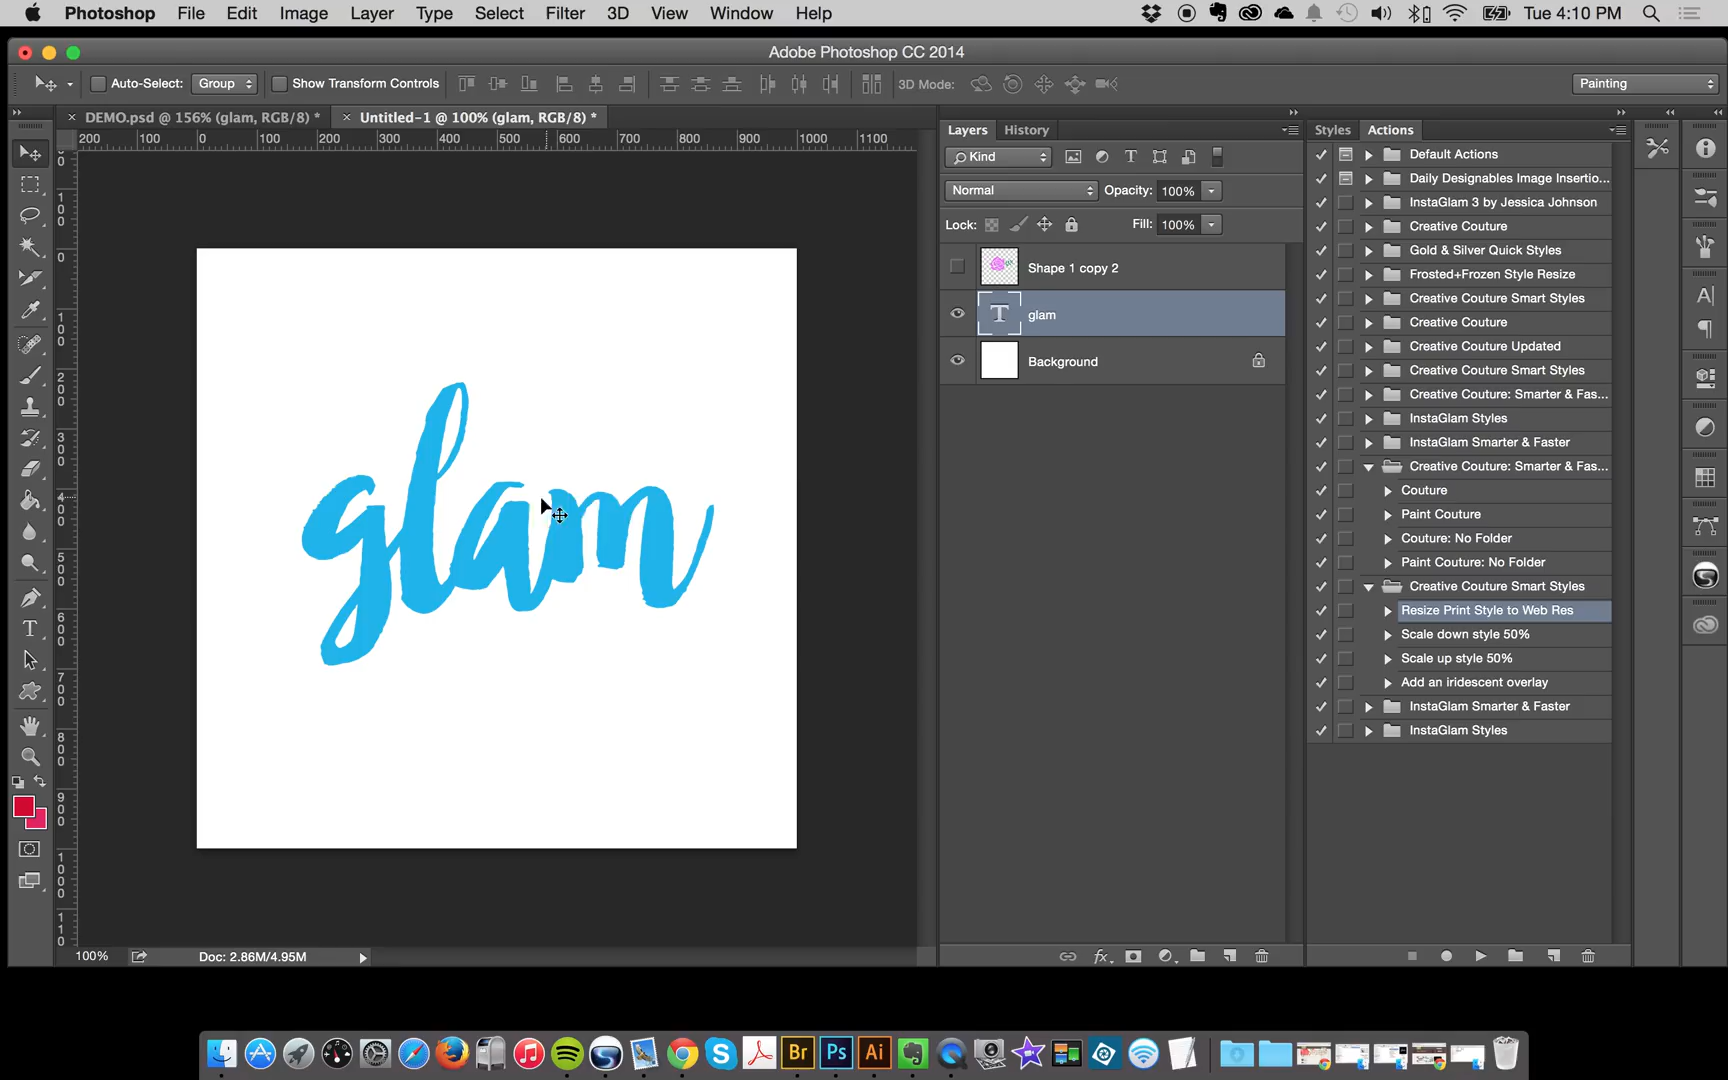 Photoshop File Edit Image Layer Type Select Filter 3D View Window Help Tue 4:10 PM
Adobe Photoshop CC 2014
Auto-Select: Group Show Transform Controls 3D Mode: Painting
DEMO.psd @ 156% (glam, RGB/8) * Untitled-1 @ 100% (glam, RGB/8) *
200 100 0 100 200 300 400 500 600 700 800 900 1000 1100
Layers History
Kind
Normal Opacity: 100%
Lock: Fill: 100%
Shape 1 copy 2
T glam
Background
Styles Actions
Default Actions
Daily Designables Image Insertio...
InstaGlam 3 by Jessica Johnson
Creative Couture
Gold & Silver Quick Styles
Frosted+Frozen Style Resize
Creative Couture Smart Styles
Creative Couture
Creative Couture Updated
Creative Couture Smart Styles
Creative Couture: Smarter & Fas...
InstaGlam Styles
InstaGlam Smarter & Faster
Creative Couture: Smarter & Fas...
Couture
Paint Couture
Couture: No Folder
Paint Couture: No Folder
Creative Couture Smart Styles
Resize Print Style to Web Res
Scale down style 50%
Scale up style 50%
Add an iridescent overlay
InstaGlam Smarter & Faster
InstaGlam Styles
glam
100% Doc: 2.86M/4.95M
fx
Br Ps Ai